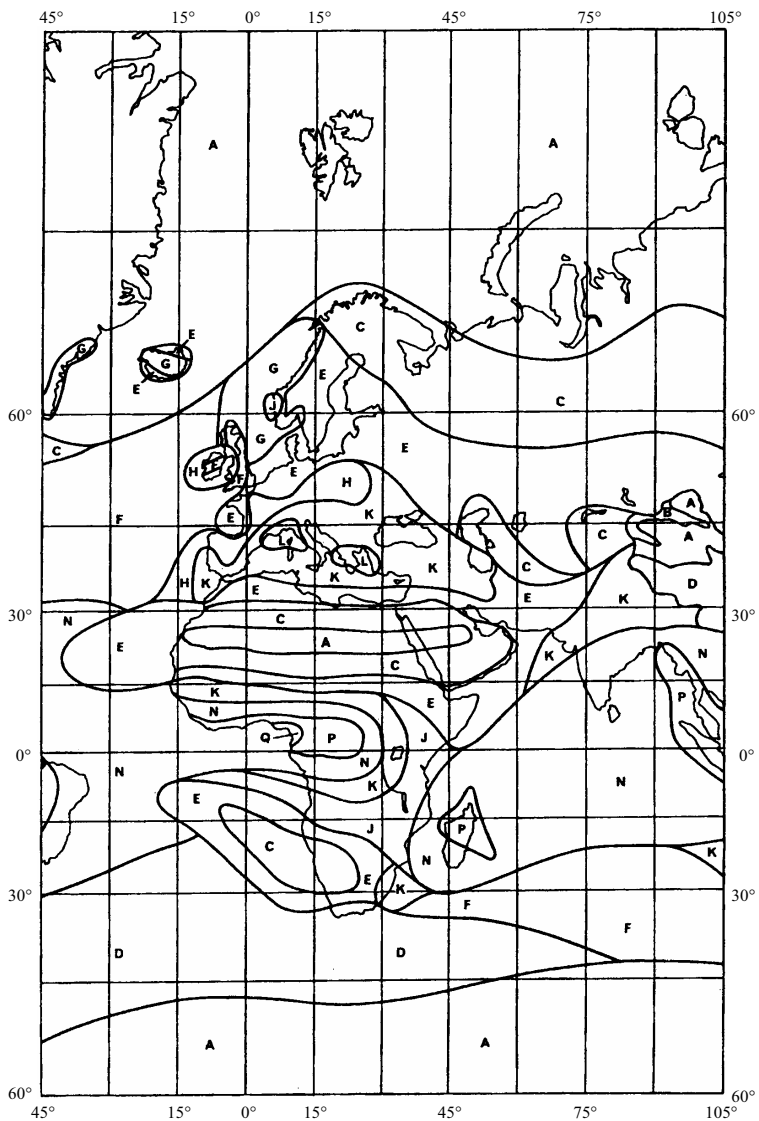 45° 15° 0° 15° 45° 75° 105°
A A
E
C
G G
E G E
J C
60° 60°
C G
E
H E F E H A
F E K B
C A
L
L K C
H K K E K D
E
30° N C 30°
E A N
C K
K E P
N
Q P J
0° N 0°
N N
K
E
J P
C N K
E K
30° F 30°
F
D D
A A
60° 60°
45° 15° 0° 15° 45° 75° 105°